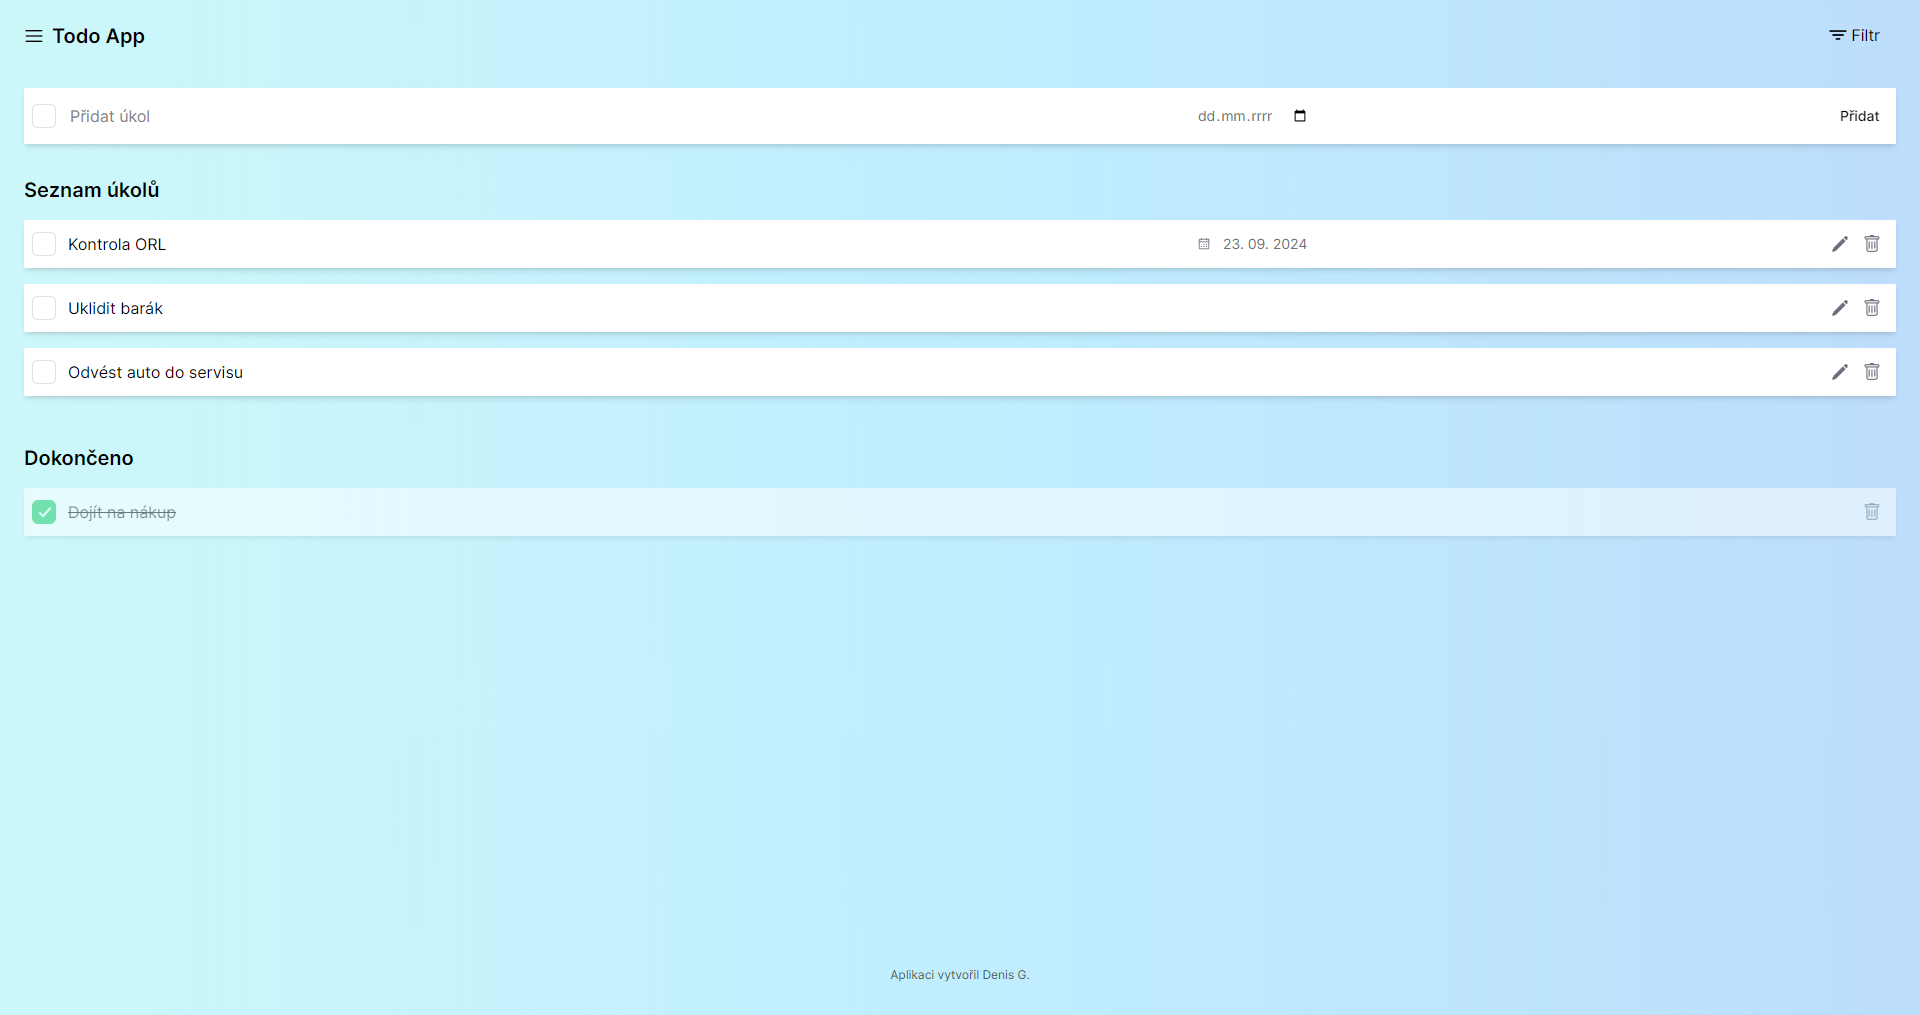 Todo App
Filtr
Přidat úkol
dd.mm.rrrr
Přidat
Seznam úkolů
Kontrola ORL
23. 09. 2024
Uklidit barák
Odvést auto do servisu
Dokončeno
Dojít na nákup
Aplikaci vytvořil Denis G.